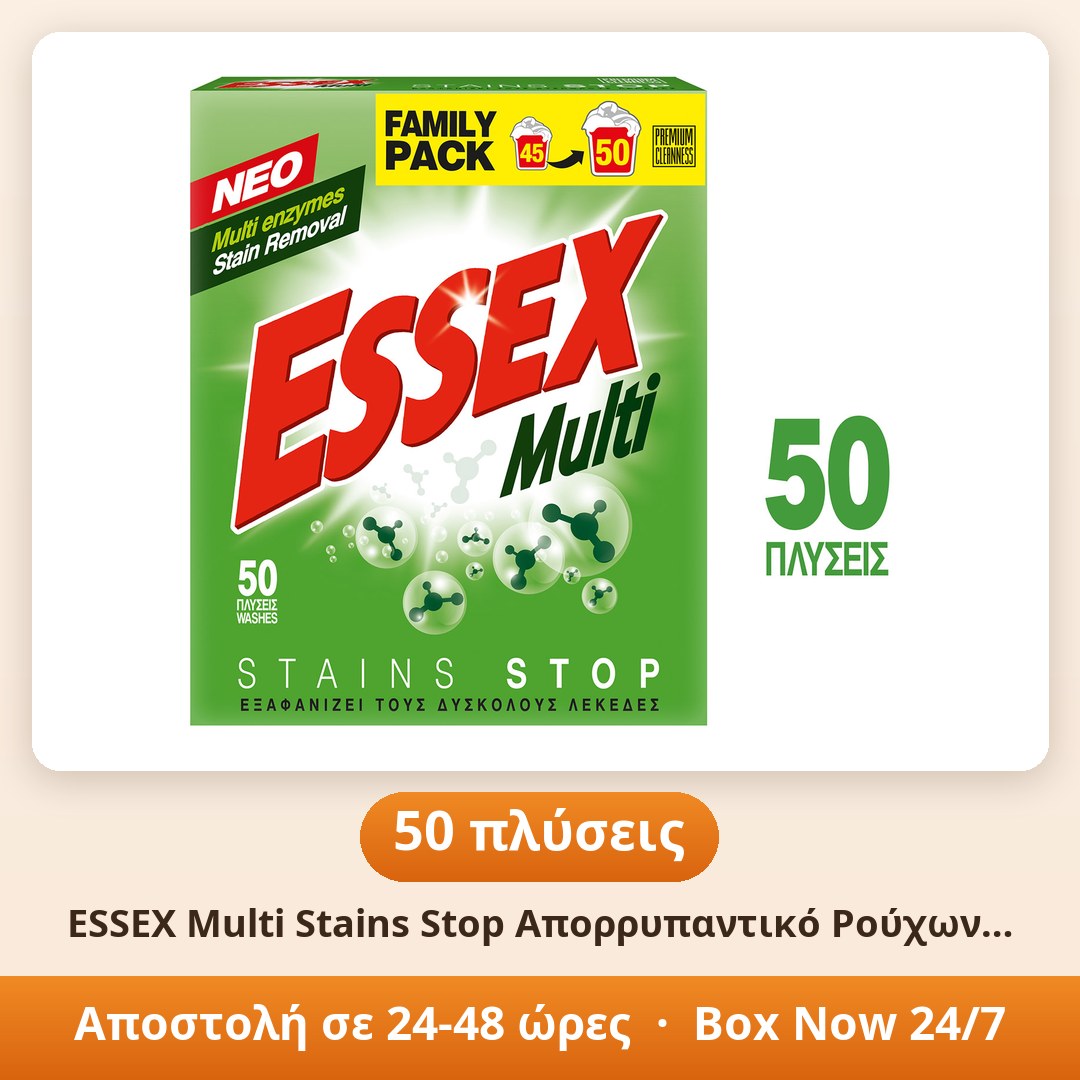 STAINS STOP
FAMILY PACK
45
50
PREMIUM CLEANNESS
NEO
Multi enzymes
Stain Removal
ESSEX
Multi
50
ΠΛΥΣΕΙΣ
WASHES
50
ΠΛΥΣΕΙΣ
STAINS STOP
ΕΞΑΦΑΝΙΖΕΙ ΤΟΥΣ ΔΥΣΚΟΛΟΥΣ ΛΕΚΕΔΕΣ
50 πλύσεις
ESSEX Multi Stains Stop Απορρυπαντικό Ρούχων...
Αποστολή σε 24-48 ώρες · Box Now 24/7